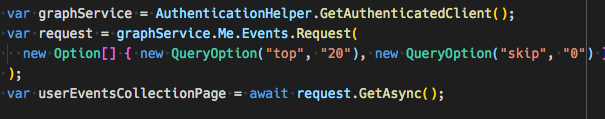 var graphService = AuthenticationHelper.GetAuthenticatedClient();
var request = graphService.Me.Events.Request(
new Option[] { new QueryOption("top", "20"), new QueryOption("skip", "0") }
);
var userEventsCollectionPage = await request.GetAsync();